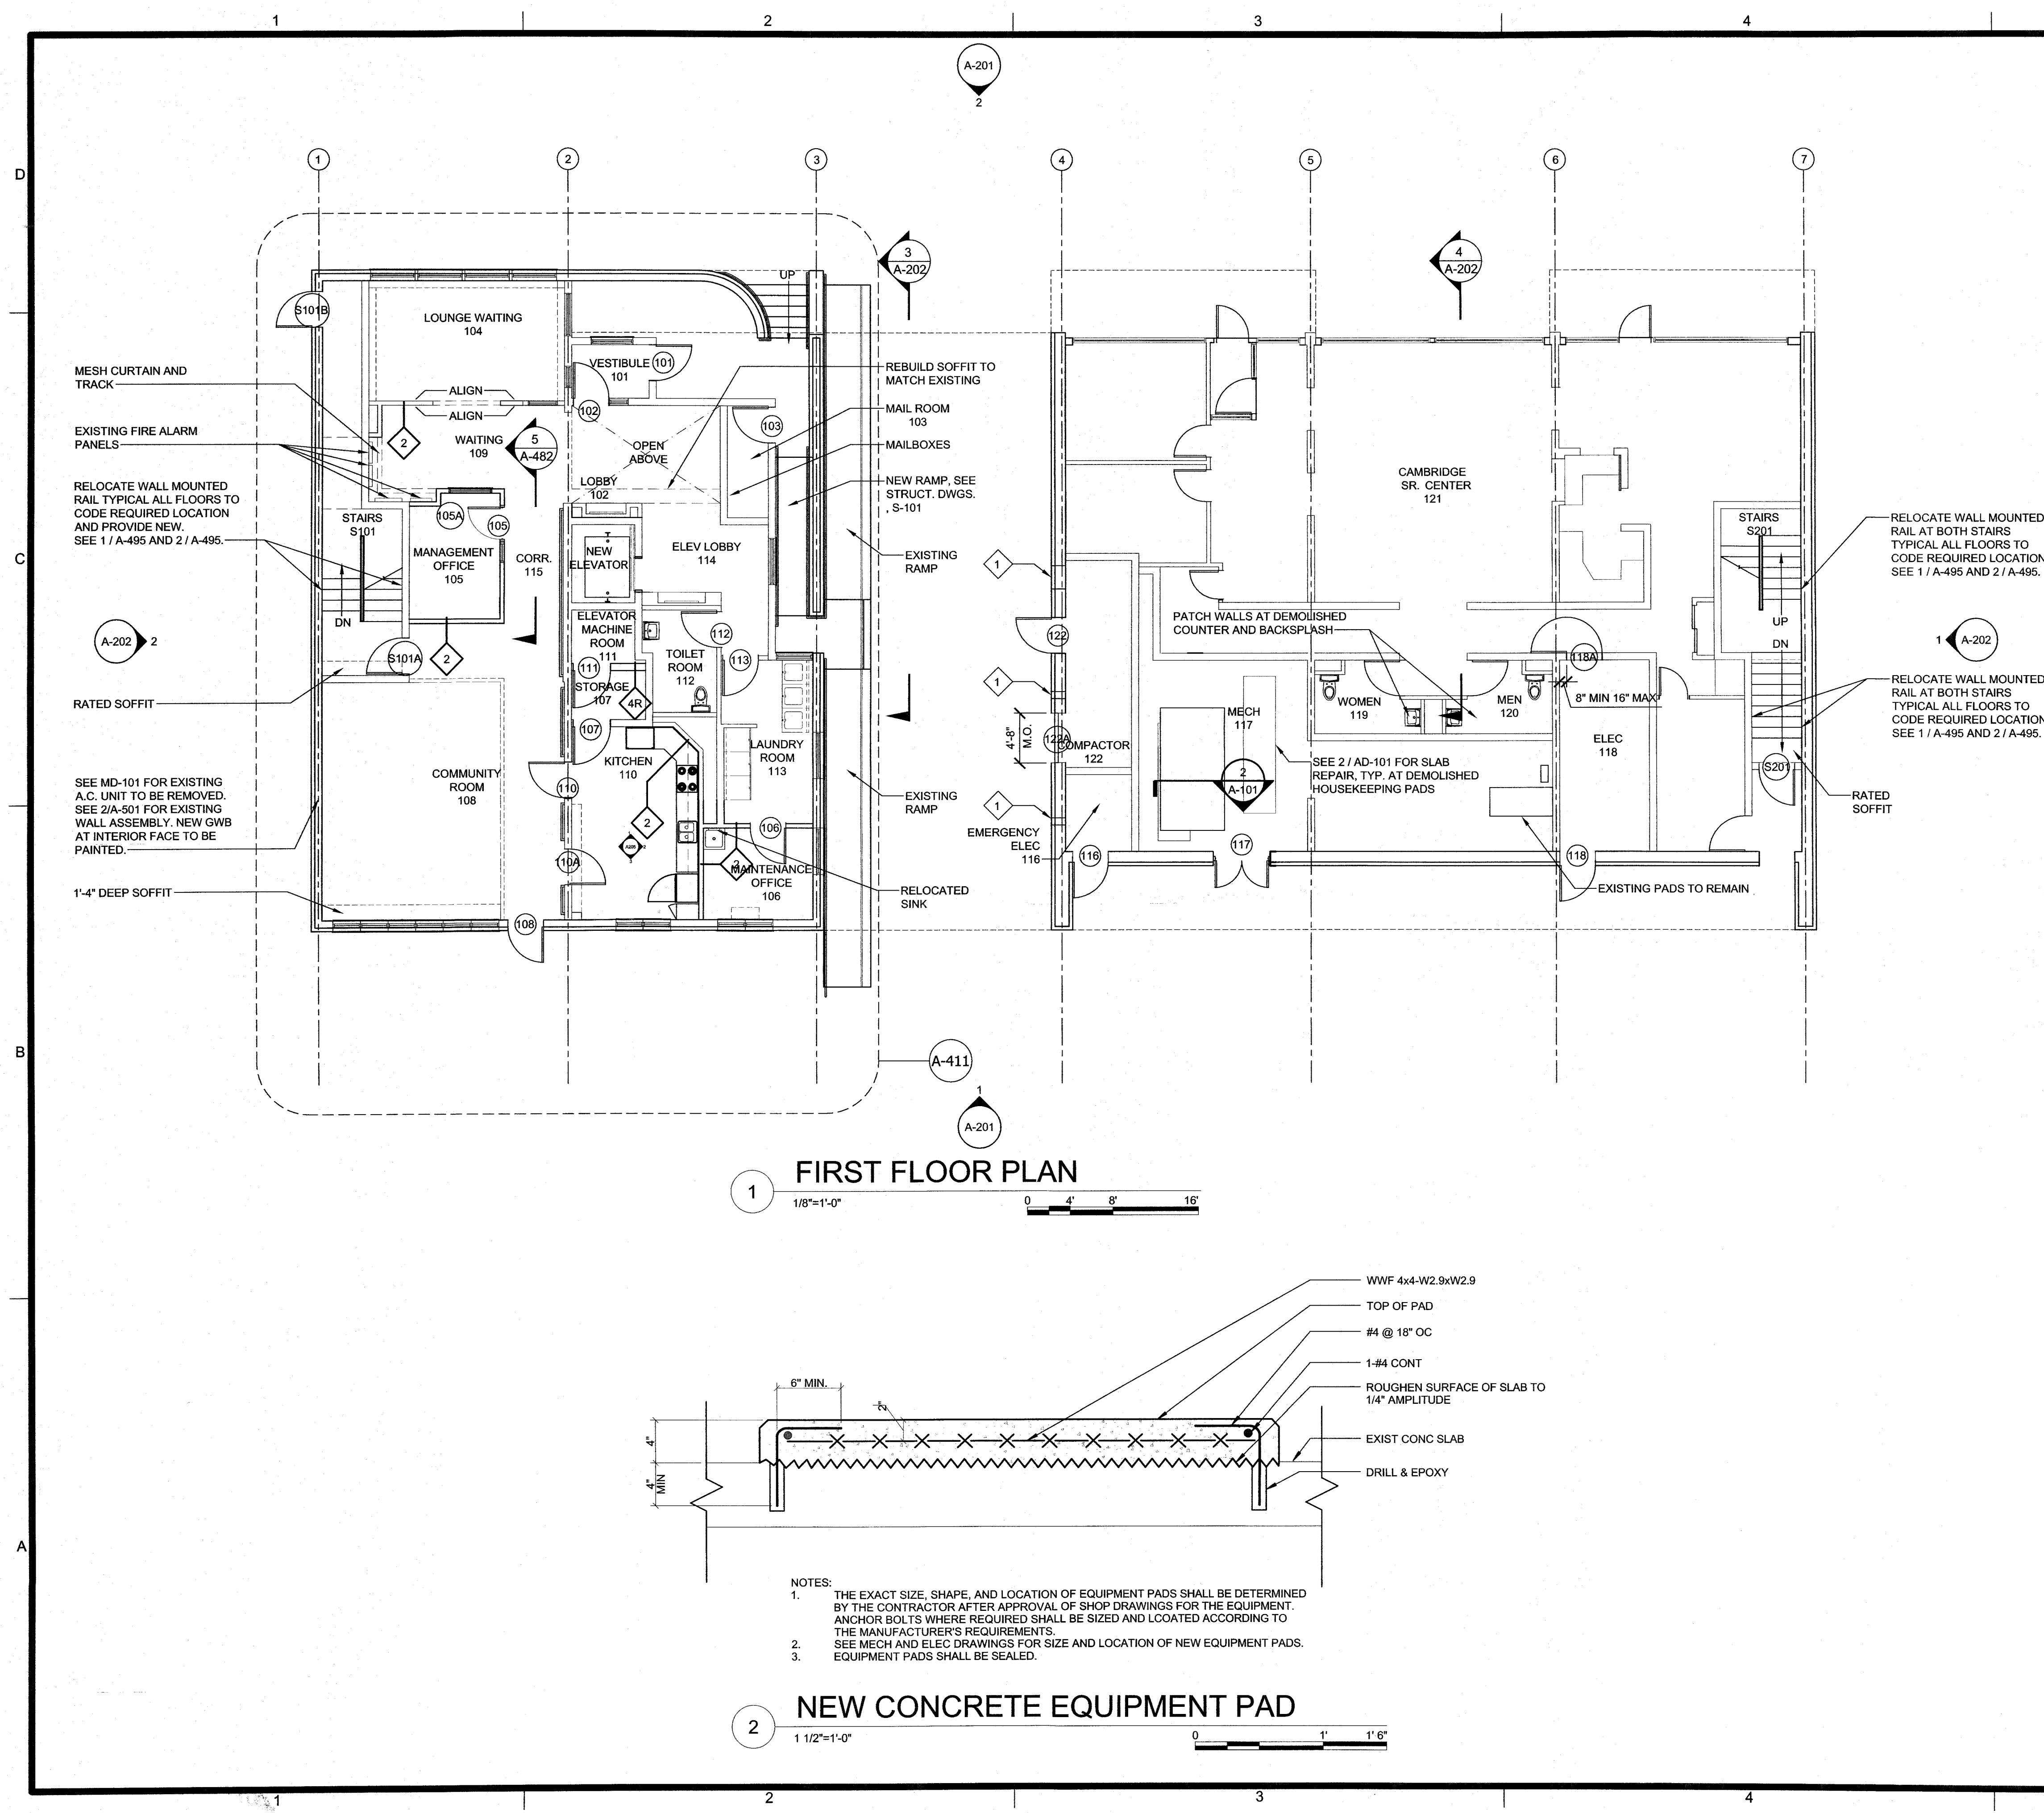 1 2 3 4
A-201
2
D
1 2 3 4 5 6 7
3
A-202
4
A-202
UP
S101B
LOUNGE WAITING
104
VESTIBULE
101
101
MESH CURTAIN AND
TRACK
REBUILD SOFFIT TO
MATCH EXISTING
ALIGN
ALIGN
102
103
MAIL ROOM
103
EXISTING FIRE ALARM
PANELS
2
WAITING
109
5
A-482
OPEN
ABOVE
MAILBOXES
LOBBY
102
CAMBRIDGE
SR. CENTER
121
RELOCATE WALL MOUNTED
RAIL TYPICAL ALL FLOORS TO
CODE REQUIRED LOCATION
AND PROVIDE NEW.
SEE 1 / A-495 AND 2 / A-495.
NEW RAMP, SEE
STRUCT. DWGS.
, S-101
STAIRS
S101
105A
105
STAIRS
S201
RELOCATE WALL MOUNTED
RAIL AT BOTH STAIRS
TYPICAL ALL FLOORS TO
CODE REQUIRED LOCATION
SEE 1 / A-495 AND 2 / A-495.
C
MANAGEMENT
OFFICE
105
CORR.
115
NEW
ELEVATOR
ELEV LOBBY
114
EXISTING
RAMP
1
DN
ELEVATOR
MACHINE
ROOM
111
PATCH WALLS AT DEMOLISHED
COUNTER AND BACKSPLASH
UP
DN
A-202
2
112
122
1
A-202
S101A
2
111
TOILET
ROOM
112
113
118A
RATED SOFFIT
STORAGE
107
4R
1
WOMEN
119
MEN
120
8" MIN 16" MAX
RELOCATE WALL MOUNTED
RAIL AT BOTH STAIRS
TYPICAL ALL FLOORS TO
CODE REQUIRED LOCATION
SEE 1 / A-495 AND 2 / A-495.
107
MECH
117
4'-8"
M.O.
122A
COMPACTOR
122
ELEC
118
LAUNDRY
ROOM
113
KITCHEN
110
COMMUNITY
ROOM
108
110
SEE 2 / AD-101 FOR SLAB
REPAIR, TYP. AT DEMOLISHED
HOUSEKEEPING PADS
2
A-101
S201
SEE MD-101 FOR EXISTING
A.C. UNIT TO BE REMOVED.
SEE 2/A-501 FOR EXISTING
WALL ASSEMBLY. NEW GWB
AT INTERIOR FACE TO BE
PAINTED.
EXISTING
RAMP
1
RATED
SOFFIT
2
106
EMERGENCY
ELEC
116
116
117
118
110A
2
MAINTENANCE
OFFICE
106
1'-4" DEEP SOFFIT
RELOCATED
SINK
EXISTING PADS TO REMAIN
108
B
A-411
1
A-201
1
FIRST FLOOR PLAN
1/8"=1'-0"
0 4' 8' 16'
WWF 4x4-W2.9xW2.9
TOP OF PAD
#4 @ 18" OC
1-#4 CONT
ROUGHEN SURFACE OF SLAB TO
1/4" AMPLITUDE
EXIST CONC SLAB
DRILL & EPOXY
6" MIN.
2"
4"
4"
MIN
A
NOTES:
1. THE EXACT SIZE, SHAPE, AND LOCATION OF EQUIPMENT PADS SHALL BE DETERMINED
BY THE CONTRACTOR AFTER APPROVAL OF SHOP DRAWINGS FOR THE EQUIPMENT.
ANCHOR BOLTS WHERE REQUIRED SHALL BE SIZED AND LCOATED ACCORDING TO
THE MANUFACTURER'S REQUIREMENTS.
2. SEE MECH AND ELEC DRAWINGS FOR SIZE AND LOCATION OF NEW EQUIPMENT PADS.
3. EQUIPMENT PADS SHALL BE SEALED.
2
NEW CONCRETE EQUIPMENT PAD
1 1/2"=1'-0"
0 1' 1' 6"
1 2 3 4